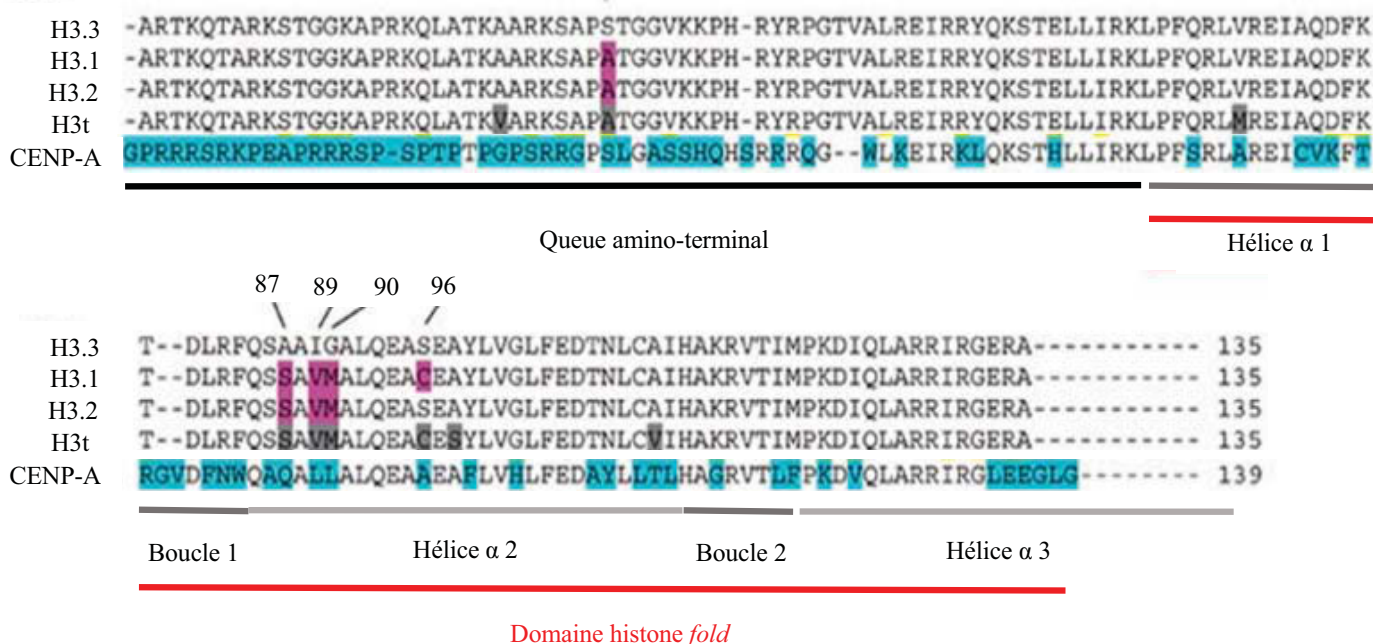 H3.3 -ARTKQTARKSTGGKAPRKQLATKAARKSAPSTGGVKKPH-RYRPGTVALREIRRYQKSTELLIRKLPFQRLVREIAQDFK
H3.1 -ARTKQTARKSTGGKAPRKQLATKAARKSAPATGGVKKPH-RYRPGTVALREIRRYQKSTELLIRKLPFQRLVREIAQDFK
H3.2 -ARTKQTARKSTGGKAPRKQLATKAARKSAPATGGVKKPH-RYRPGTVALREIRRYQKSTELLIRKLPFQRLVREIAQDFK
H3t -ARTKQTARKSTGGKAPRKQLATKVARKSAPATGGVKKPH-RYRPGTVALREIRRYQKSTELLIRKLPFQRLMREIAQDFK
CENP-A GPRRRSRKPEAPRRRSP-SPTPTPGPSRRGPSLGASSHQHSRRRQG--WLKEIRKLQKSTHLLIRKLPFSRLAREICVKFT
Queue amino-terminal
Hélice α 1
87 89 90 96
H3.3 T--DLRFQSAAIGALQEASEAYLVGLFEDTNLCAIHAKRVTIMPKDIQLARRIRGERA----------- 135
H3.1 T--DLRFQSSAVMALQEACEAYLVGLFEDTNLCAIHAKRVTIMPKDIQLARRIRGERA----------- 135
H3.2 T--DLRFQSSAVMALQEASEAYLVGLFEDTNLCAIHAKRVTIMPKDIQLARRIRGERA----------- 135
H3t T--DLRFQSSAVMALQEACESYLVGLFEDTNLCVIHAKRVTIMPKDIQLARRIRGERA----------- 135
CENP-A RGVDFNWQAQALLALQEAAEAFLVHLFEDAYLLTLHAGRVTLFPKDVQLARRIRGLEEGLG-------- 139
Boucle 1 Hélice α 2 Boucle 2 Hélice α 3
Domaine histone fold